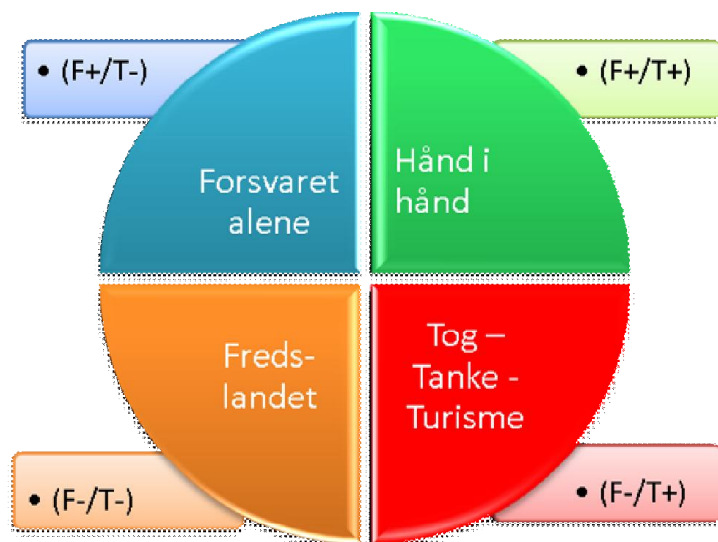 • (F+/T-)
• (F+/T+)
Forsvaret
alene
Hånd i
hånd
Freds-
landet
Tog –
Tanke -
Turisme
• (F-/T-)
• (F-/T+)